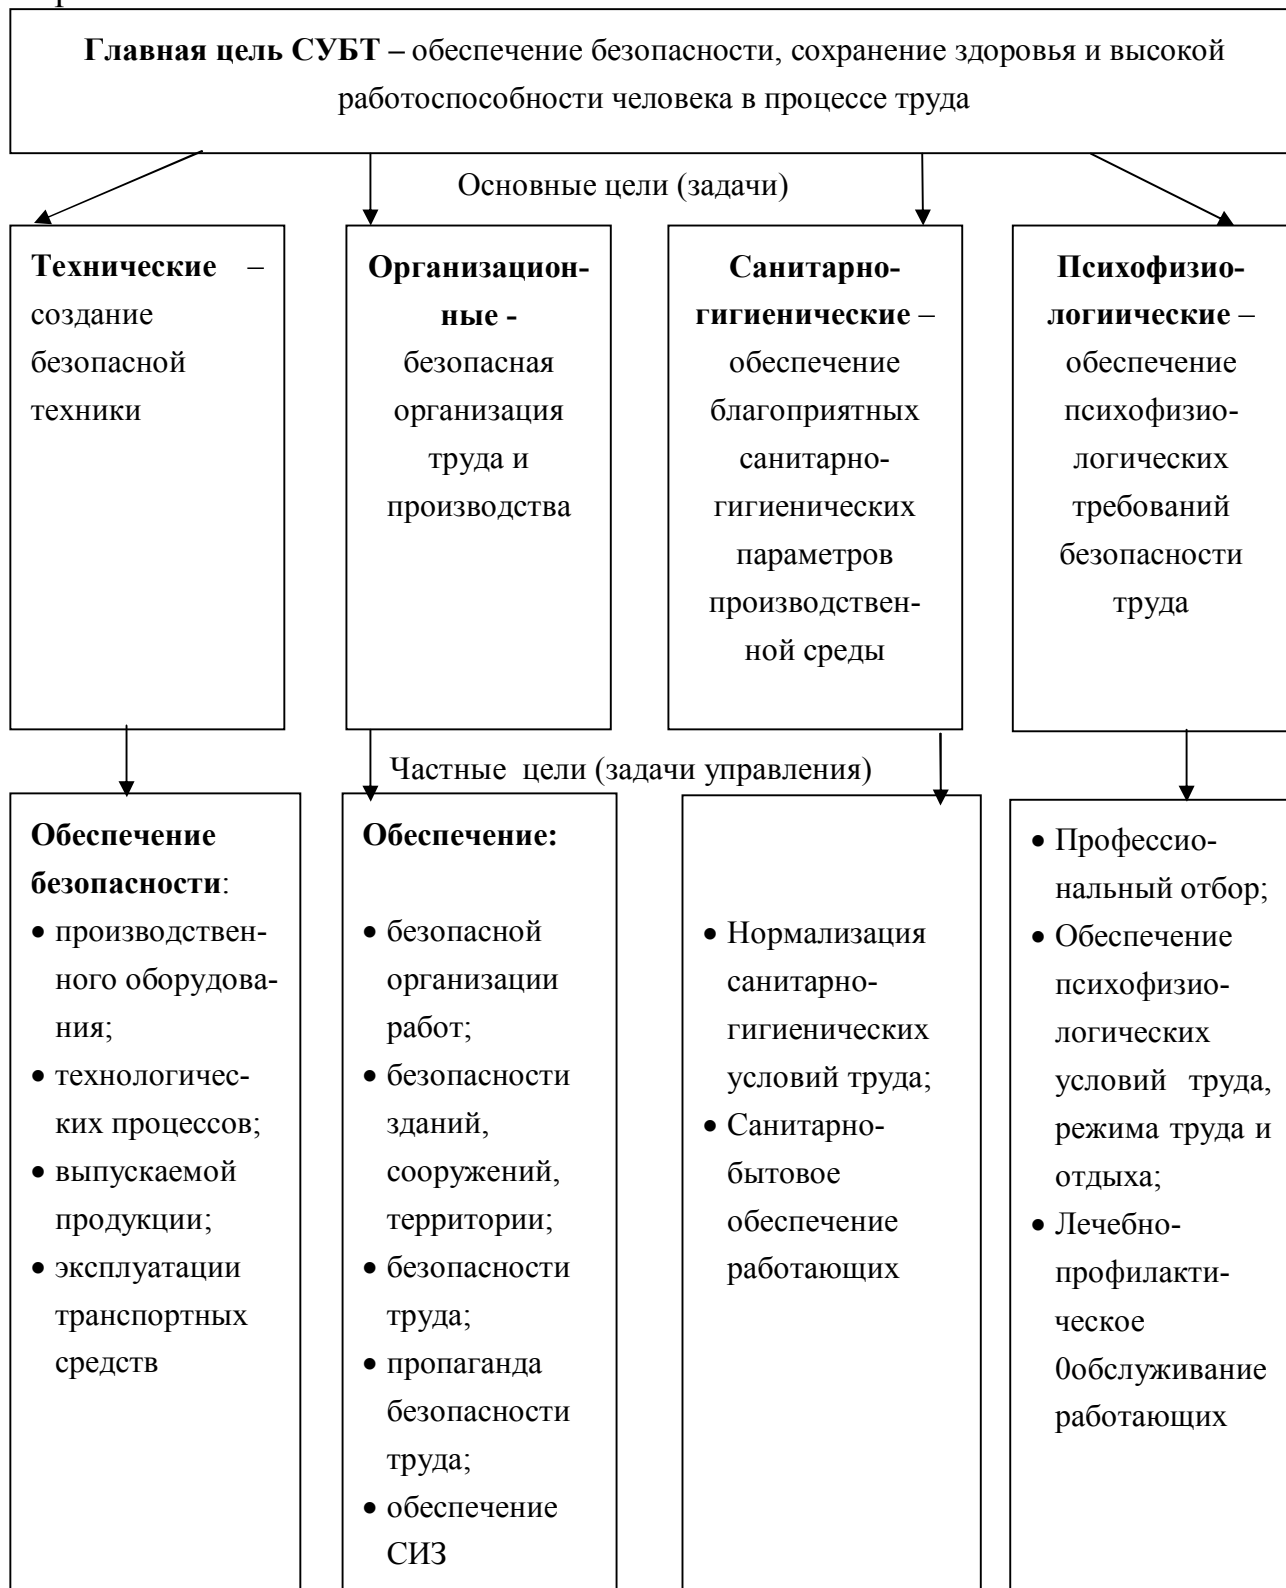 Главная цель СУБТ – обеспечение безопасности, сохранение здоровья и высокой
работоспособности человека в процессе труда
Основные цели (задачи)
Технические –
создание
безопасной
техники
Организацион-
ные -
безопасная
организация
труда и
производства
Санитарно-
гигиенические –
обеспечение
благоприятных
санитарно-
гигиенических
параметров
производствен-
ной среды
Психофизио-
логиические –
обеспечение
психофизио-
логических
требований
безопасности
труда
Частные цели (задачи управления)
Обеспечение
безопасности:
• производствен-
ного оборудова-
ния;
• технологичес-
ких процессов;
• выпускаемой
продукции;
• эксплуатации
транспортных
средств
Обеспечение:
• безопасной
организации
работ;
• безопасности
зданий,
сооружений,
территории;
• безопасности
труда;
• пропаганда
безопасности
труда;
• обеспечение
СИЗ
• Нормализация
санитарно-
гигиенических
условий труда;
• Санитарно-
бытовое
обеспечение
работающих
• Профессио-
нальный отбор;
• Обеспечение
психофизио-
логических
условий труда,
режима труда и
отдыха;
• Лечебно-
профилакти-
ческое
0обслуживание
работающих